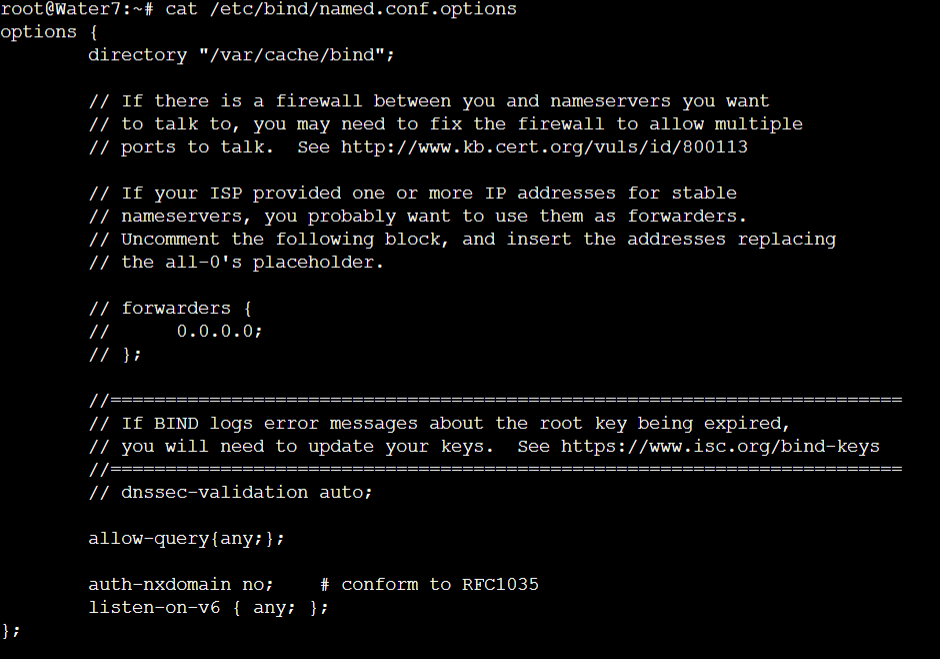 root@Water7:~# cat /etc/bind/named.conf.options
options {
        directory "/var/cache/bind";

        // If there is a firewall between you and nameservers you want
        // to talk to, you may need to fix the firewall to allow multiple
        // ports to talk.  See http://www.kb.cert.org/vuls/id/800113

        // If your ISP provided one or more IP addresses for stable
        // nameservers, you probably want to use them as forwarders.
        // Uncomment the following block, and insert the addresses replacing
        // the all-0's placeholder.

        // forwarders {
        //      0.0.0.0;
        // };

        //========================================================================
        // If BIND logs error messages about the root key being expired,
        // you will need to update your keys.  See https://www.isc.org/bind-keys
        //========================================================================
        // dnssec-validation auto;

        allow-query{any;};

        auth-nxdomain no;    # conform to RFC1035
        listen-on-v6 { any; };
};